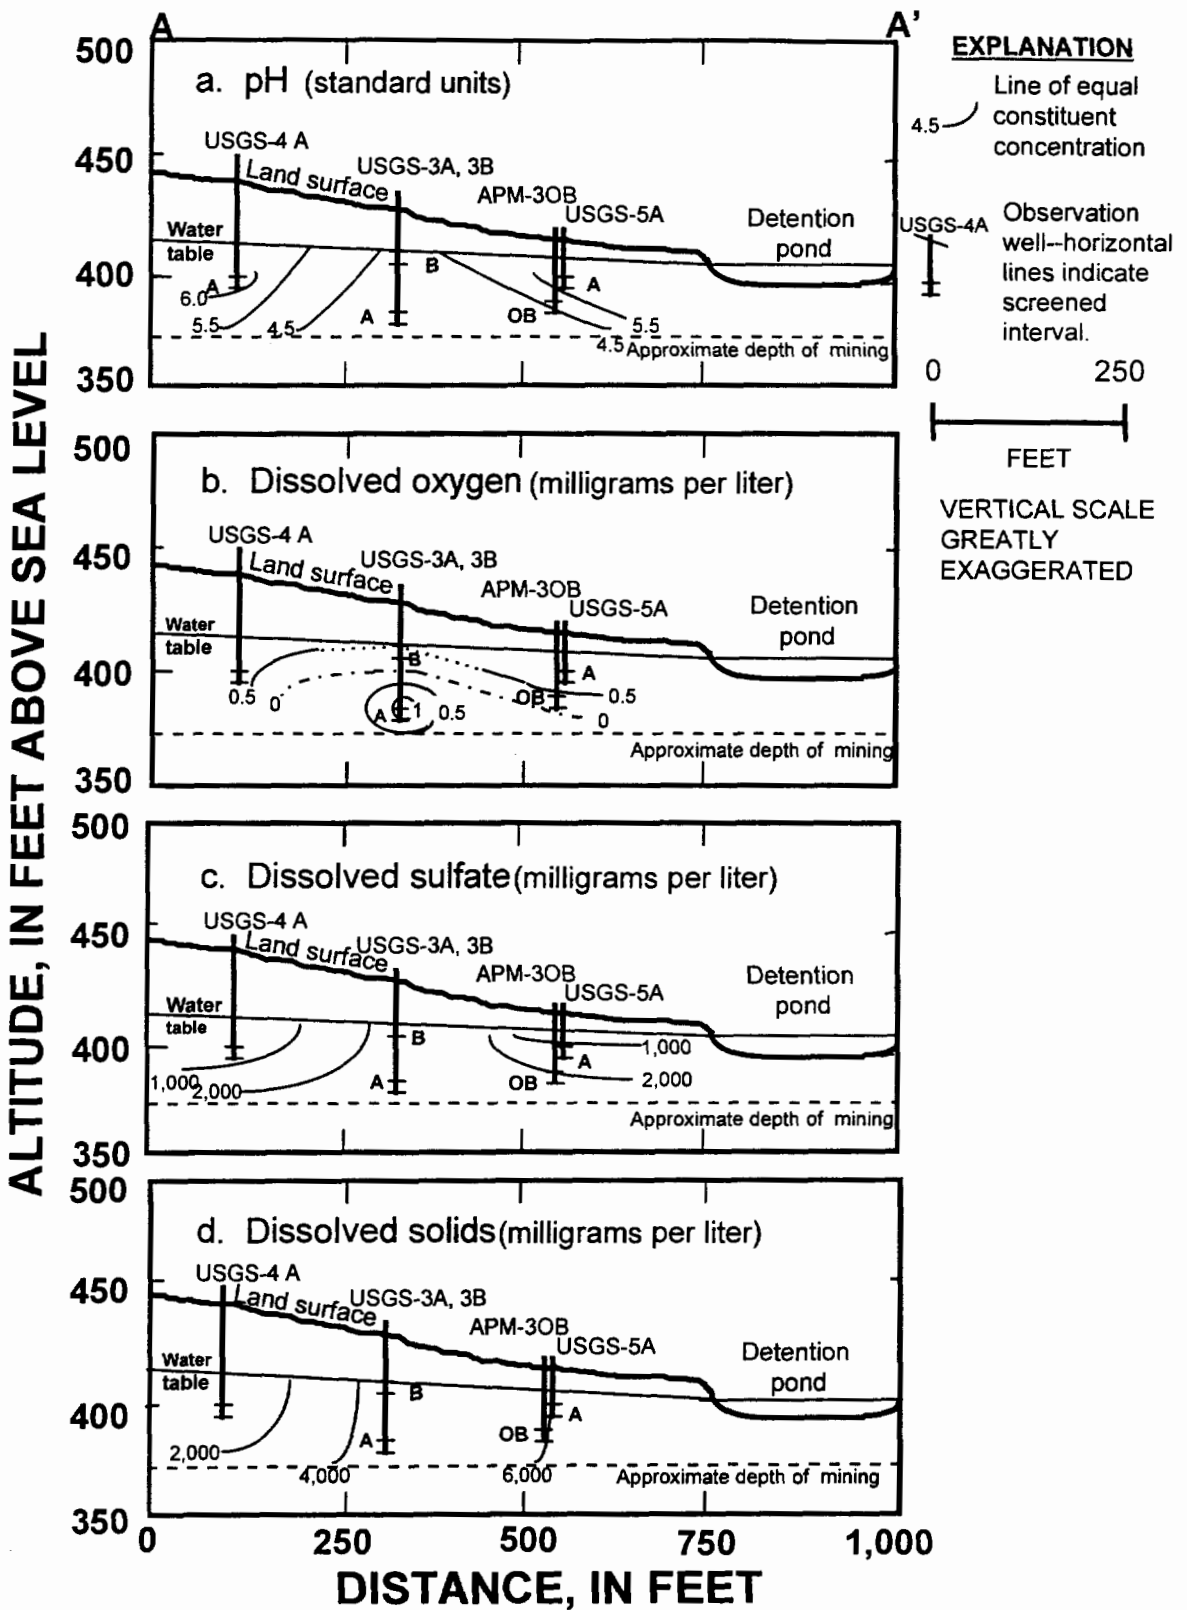 A
A'
500
a. pH (standard units)
USGS-4 A
450
Land surface
USGS-3A, 3B
APM-3OB
USGS-5A
Detention
pond
Water
table
400
A
6.0
5.5
4.5
B
A
OB
A
5.5
4.5
Approximate depth of mining
350
EXPLANATION
4.5
Line of equal
constituent
concentration
USGS-4A
Observation
well--horizontal
lines indicate
screened
interval.
0
250
FEET
VERTICAL SCALE
GREATLY
EXAGGERATED
ALTITUDE, IN FEET ABOVE SEA LEVEL
500
b. Dissolved oxygen (milligrams per liter)
USGS-4 A
450
Land surface
USGS-3A, 3B
APM-3OB
USGS-5A
Detention
pond
Water
table
400
0.5
0
B
A
1
0.5
A
OB
0.5
0
Approximate depth of mining
350
500
c. Dissolved sulfate (milligrams per liter)
USGS-4 A
450
Land surface
USGS-3A, 3B
APM-3OB
USGS-5A
Detention
pond
Water
table
400
1,000
2,000
B
A
OB
A
1,000
2,000
Approximate depth of mining
350
500
d. Dissolved solids (milligrams per liter)
USGS-4 A
450
Land surface
USGS-3A, 3B
APM-3OB
USGS-5A
Detention
pond
Water
table
400
2,000
4,000
B
A
OB
A
6,000
Approximate depth of mining
350
0
250
500
750
1,000
DISTANCE, IN FEET